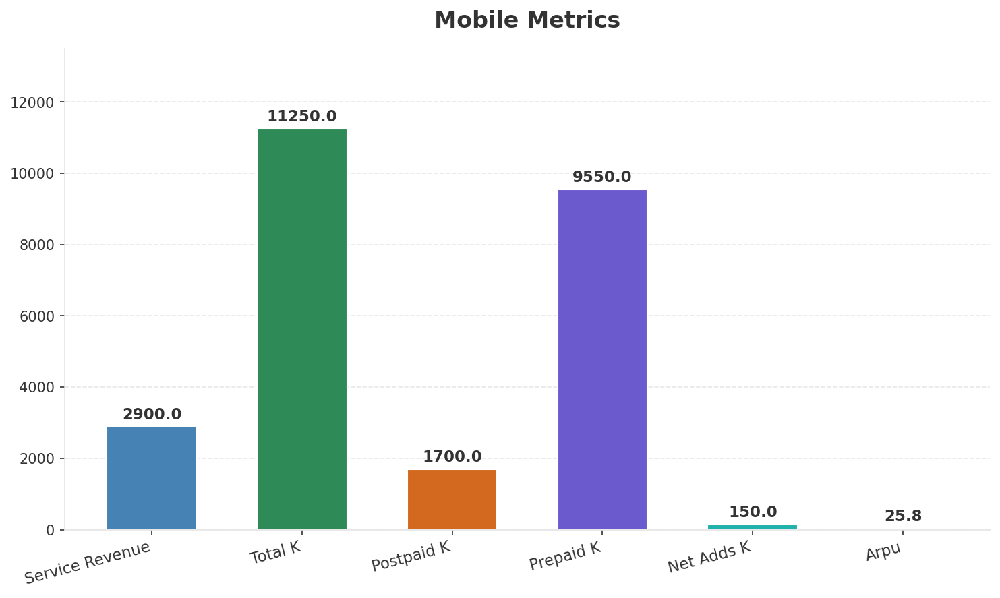 Mobile Metrics
12000
10000
8000
6000
4000
2000
0
2900.0
11250.0
1700.0
9550.0
150.0
25.8
Service Revenue
Total K
Postpaid K
Prepaid K
Net Adds K
Arpu